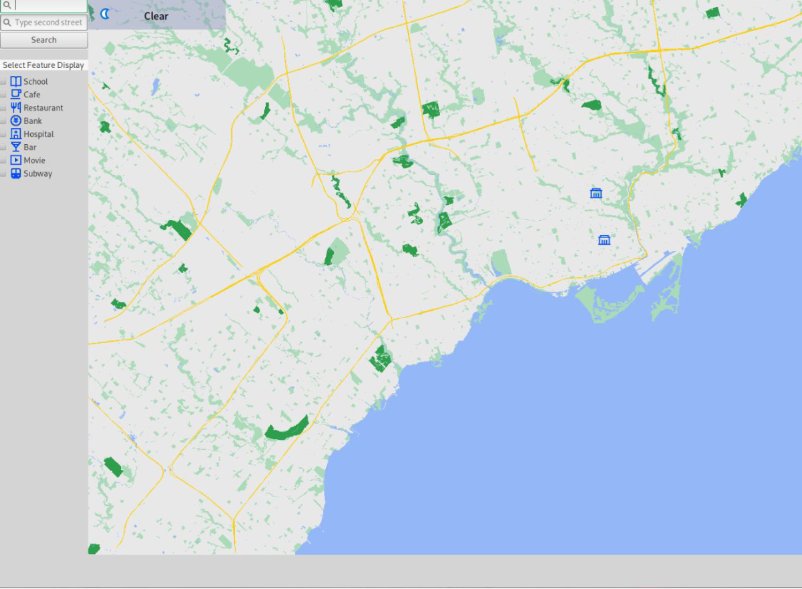 Clear
Type second street
Search
Select Feature Display
School
Cafe
Restaurant
Bank
Hospital
Bar
Movie
Subway